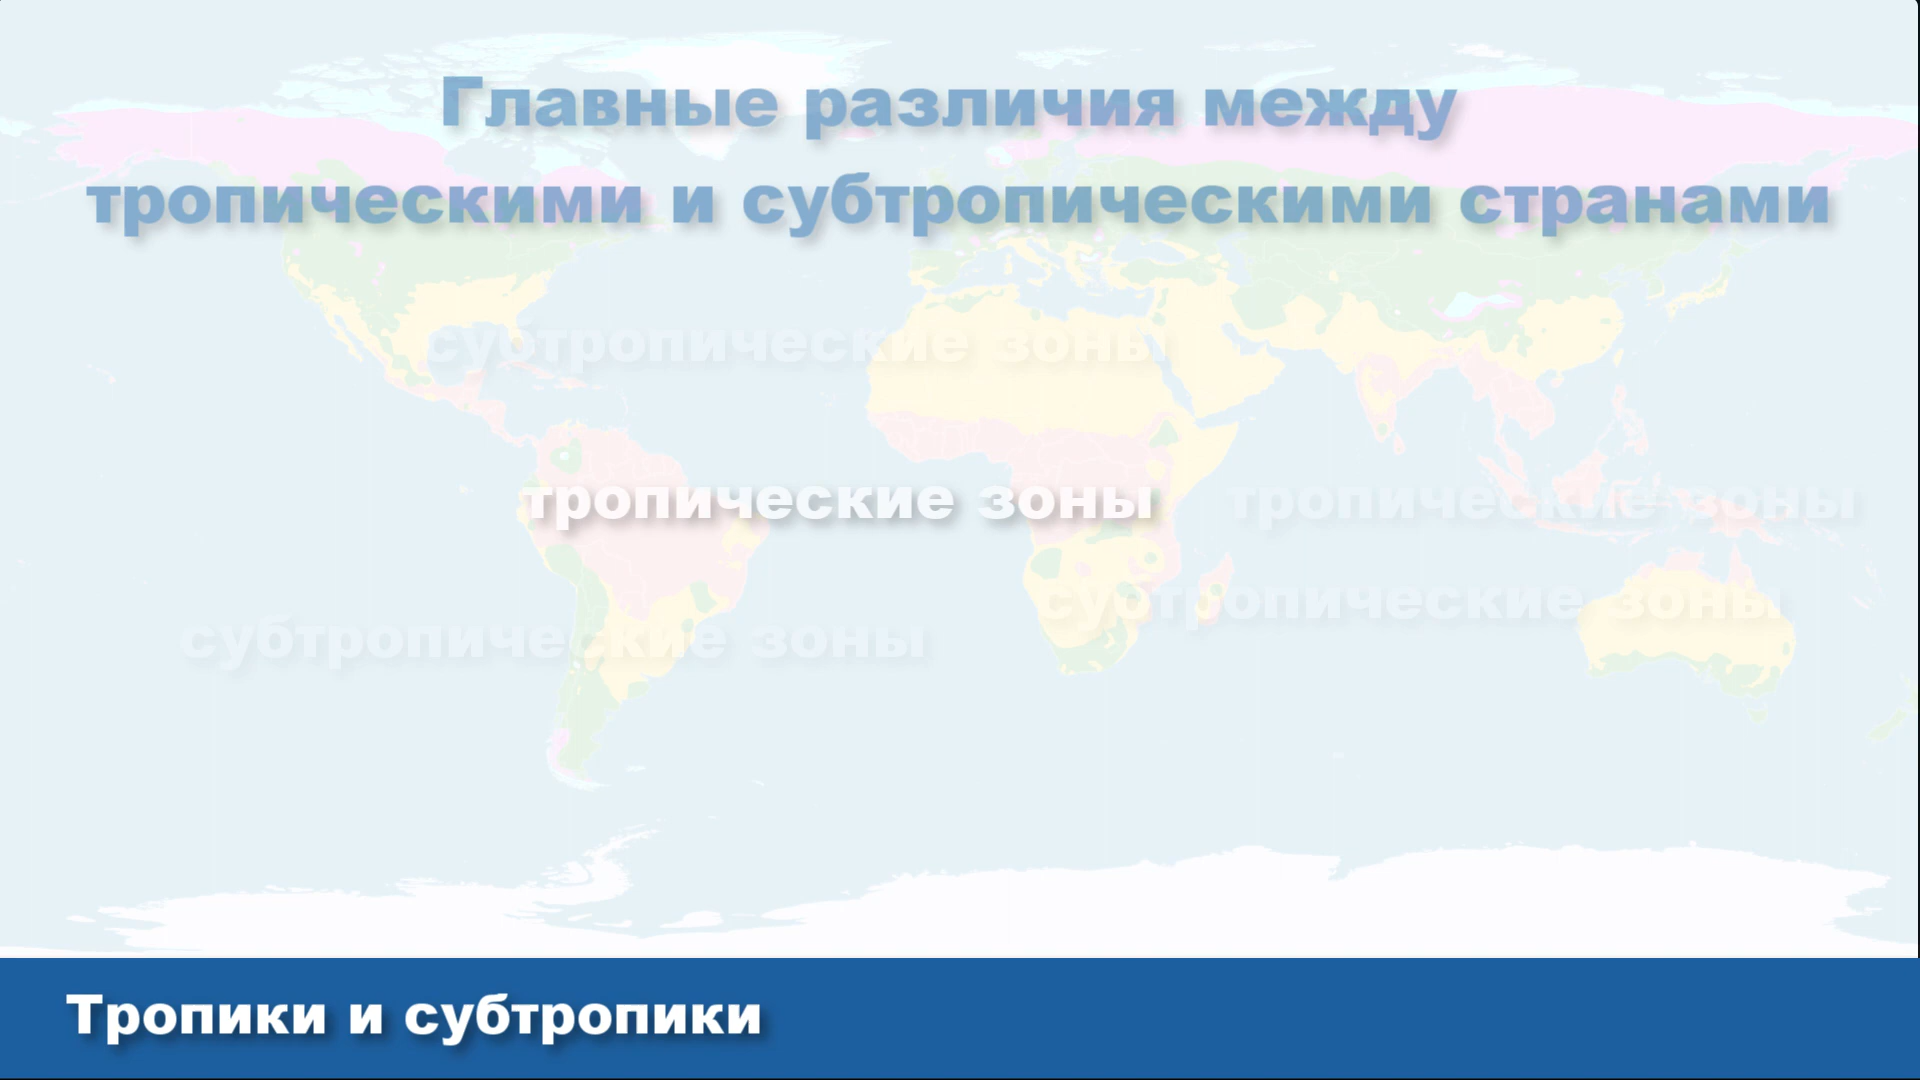 Главные различия между
тропическими и субтропическими странами
субтропические зоны
тропические зоны
тропические зоны
субтропические зоны
субтропические зоны
Тропики и субтропики